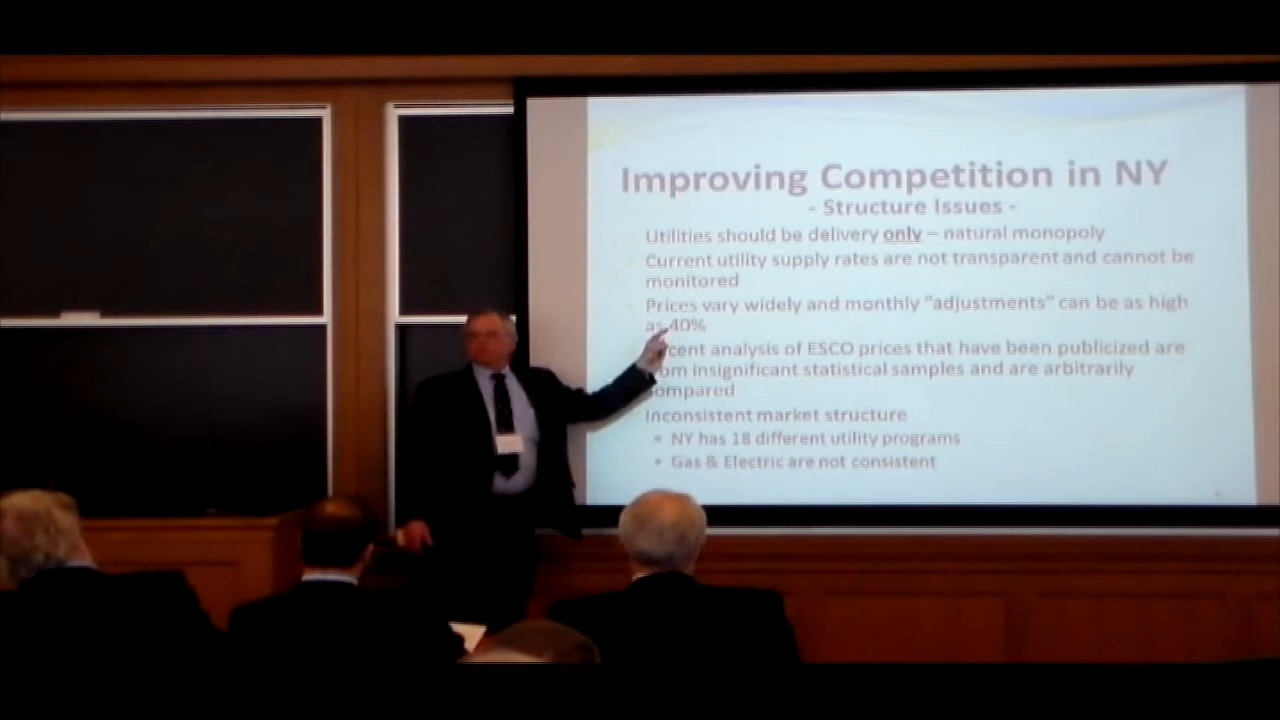 Improving Competition in NY
- Structure Issues -
Utilities should be delivery only – natural monopoly
Current utility supply rates are not transparent and cannot be
monitored
Prices vary widely and monthly “adjustments” can be as high
as 40%
cent analysis of ESCO prices that have been publicized are
om insignificant statistical samples and are arbitrarily
ompared
Inconsistent market structure
• NY has 18 different utility programs
• Gas & Electric are not consistent